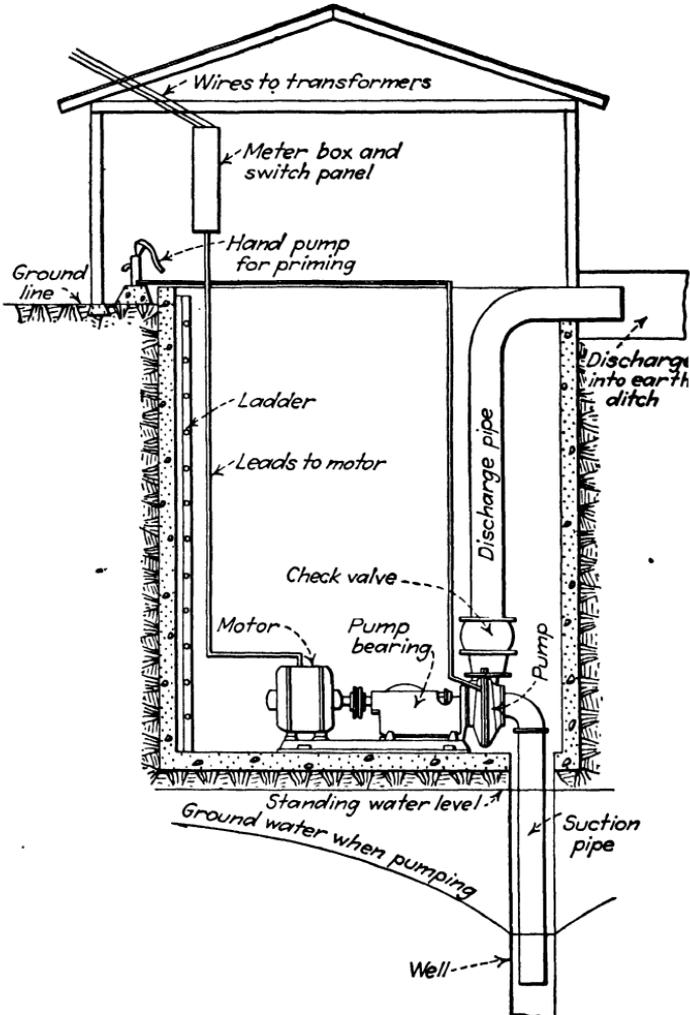 Wires to transformers
Meter box and
switch panel
Hand pump
for priming
Ground
line
Discharge
into earth
ditch
Ladder
Leads to motor
Discharge pipe
Check valve
Motor
Pump
bearing
Pump
Standing water level
Ground water when pumping
Suction
pipe
Well